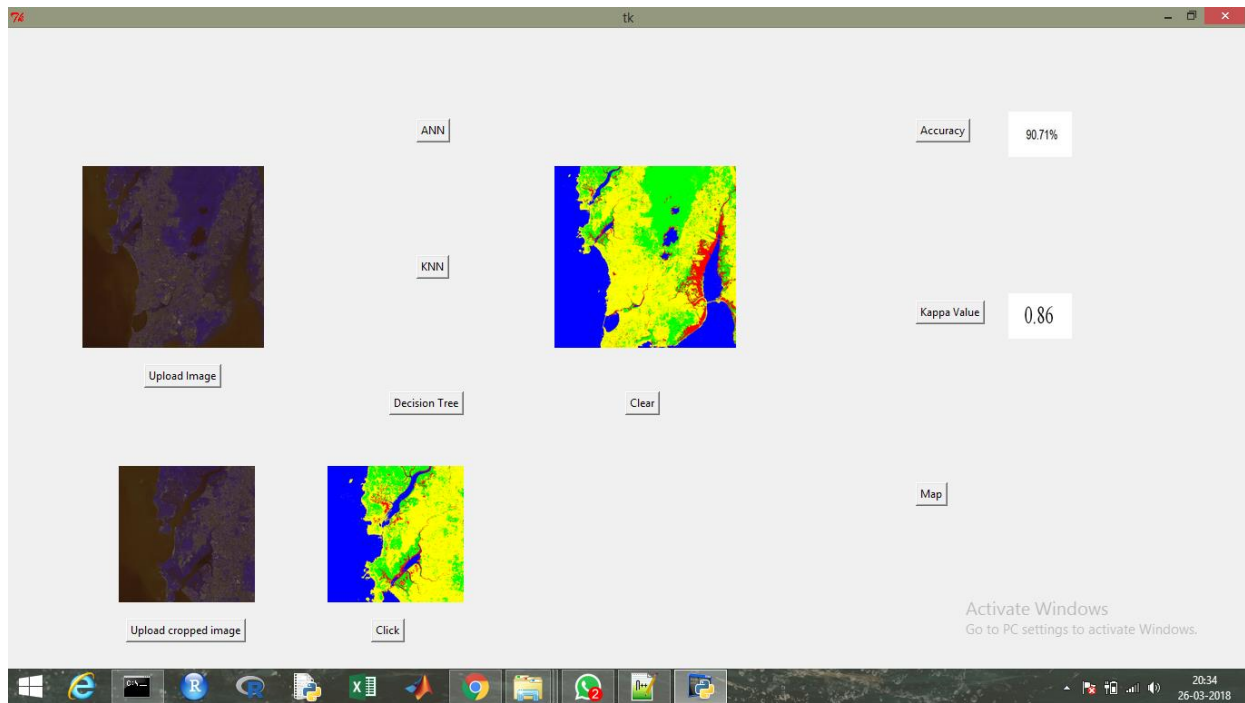 tk
ANN
Accuracy
90.71%
KNN
Kappa Value
0.86
Upload Image
Decision Tree
Clear
Map
Upload cropped image
Click
Activate Windows
Go to PC settings to activate Windows.
20:34
26-03-2018